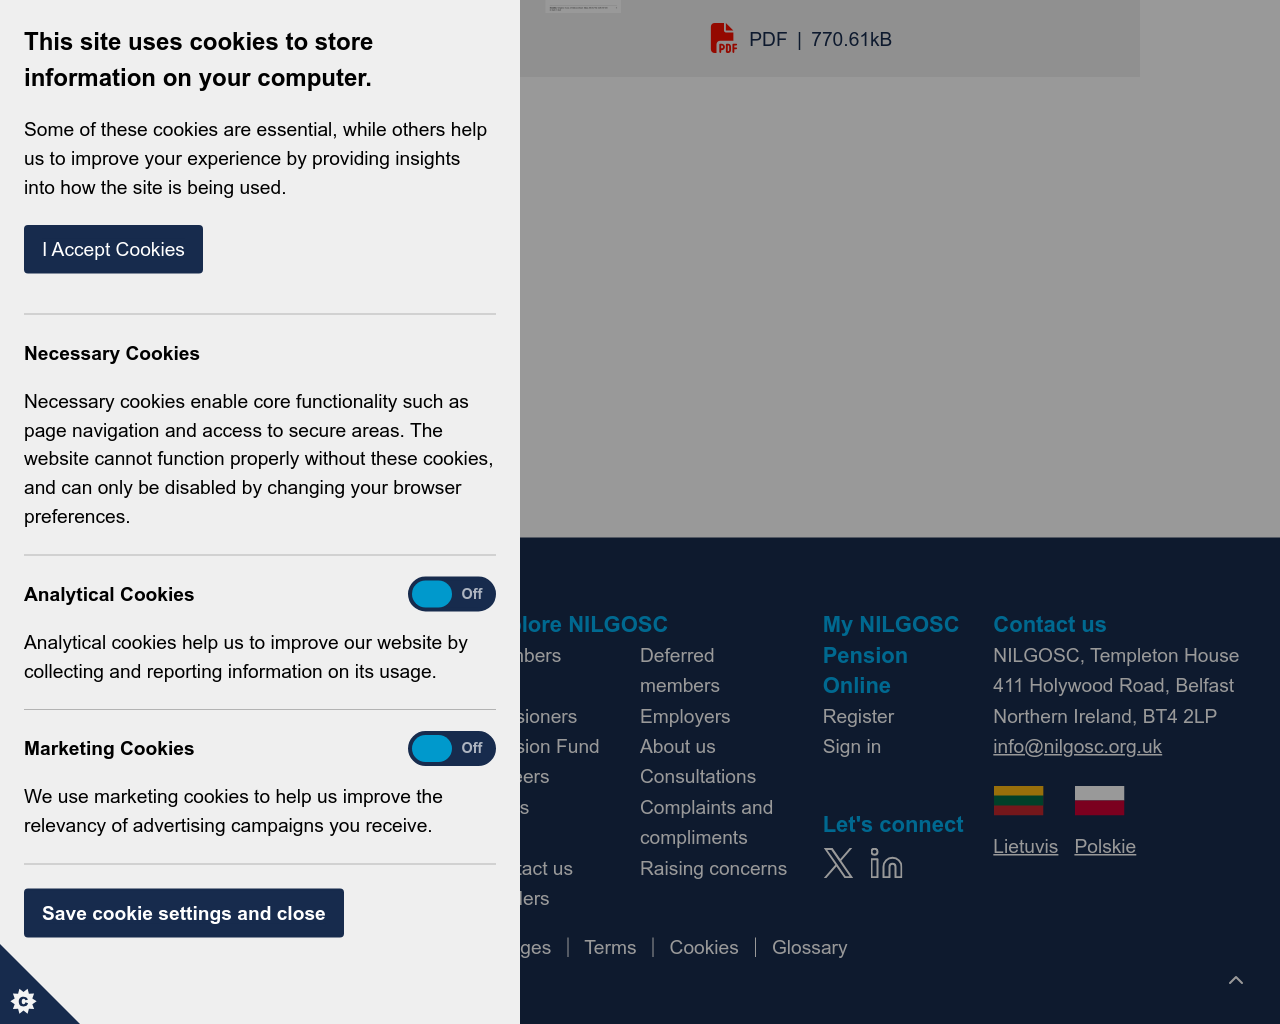 This site uses cookies to store
information on your computer.
Some of these cookies are essential, while others help
us to improve your experience by providing insights
into how the site is being used.
I Accept Cookies
Necessary Cookies
Necessary cookies enable core functionality such as
page navigation and access to secure areas. The
website cannot function properly without these cookies,
and can only be disabled by changing your browser
preferences.
Analytical Cookies
Off
Analytical cookies help us to improve our website by
collecting and reporting information on its usage.
Marketing Cookies
Off
We use marketing cookies to help us improve the
relevancy of advertising campaigns you receive.
Save cookie settings and close
PDF | 770.61kB
NILGOSC
Deferred
members
Employers
Fund
About us
Consultations
Complaints and
compliments
us
Raising concerns
My NILGOSC
Pension
Online
Register
Sign in
Let's connect
Contact us
NILGOSC, Templeton House
411 Holywood Road, Belfast
Northern Ireland, BT4 2LP
info@nilgosc.org.uk
Lietuvis
Polskie
Terms
Cookies
Glossary